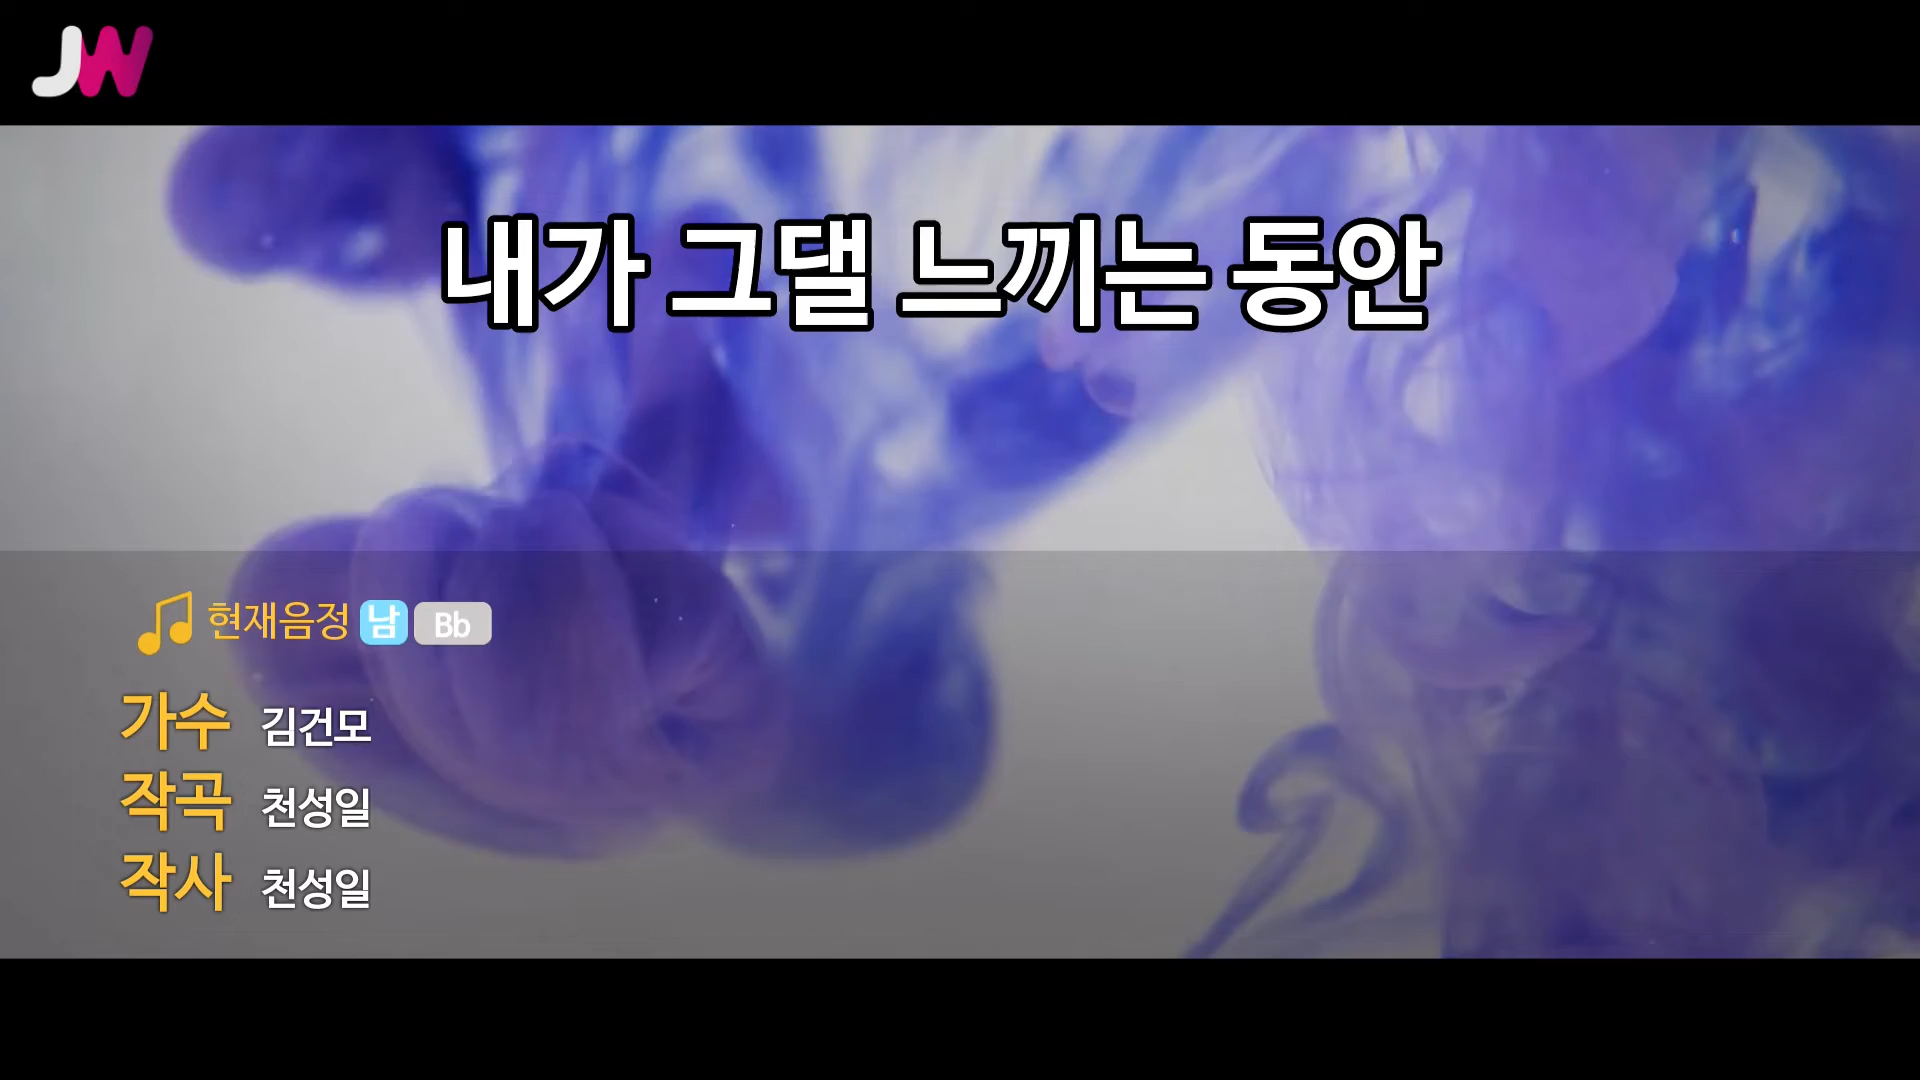 JW
내가 그댈 느끼는 동안
현재음정 남 Bb
가수 김건모
작곡 천성일
작사 천성일